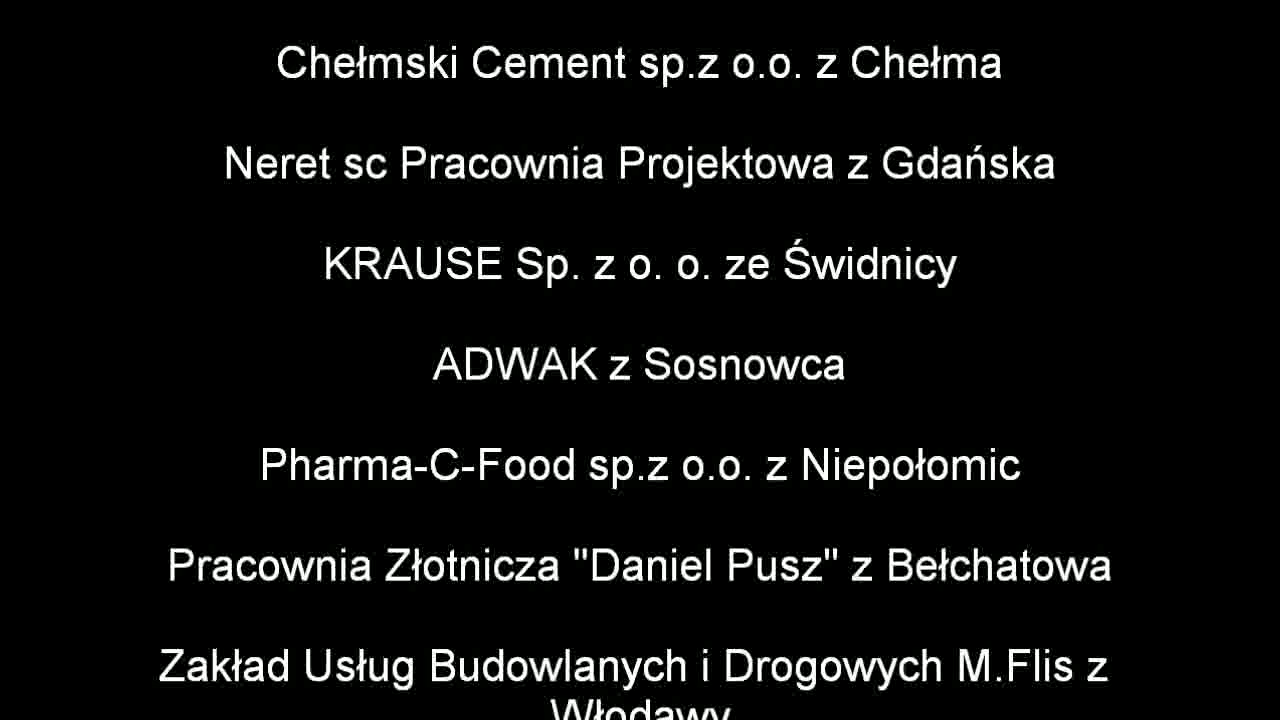 Chełmski Cement sp.z o.o. z Chełma
Neret sc Pracownia Projektowa z Gdańska
KRAUSE Sp. z o. o. ze Świdnicy
ADWAK z Sosnowca
Pharma-C-Food sp.z o.o. z Niepołomic
Pracownia Złotnicza "Daniel Pusz" z Bełchatowa
Zakład Usług Budowlanych i Drogowych M.Flis z
Włodawy